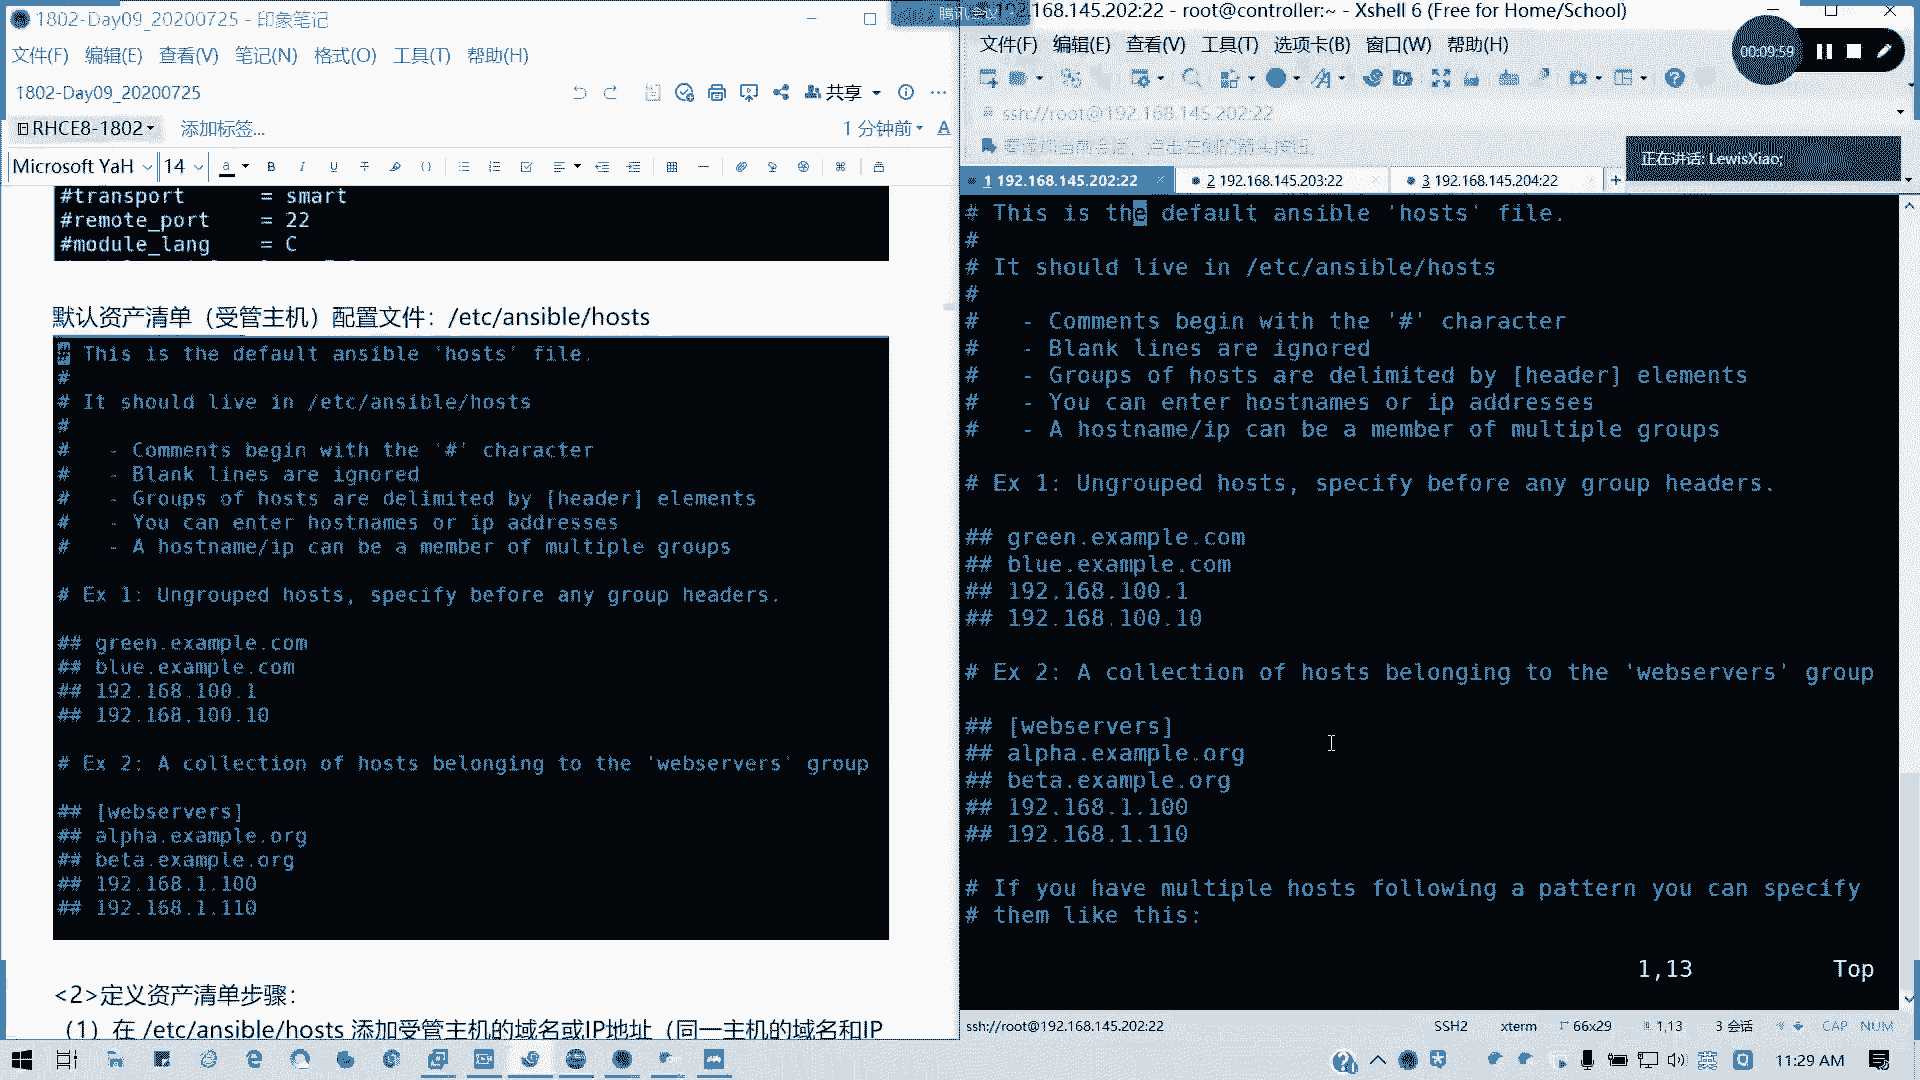 1802-Day09_20200725 - 印象笔记
文件(F) 编辑(E) 查看(V) 笔记(N) 格式(O) 工具(T) 帮助(H)
1802-Day09_20200725
共享
RHCE8-1802
添加标签...
1 分钟前
Microsoft YaH 14
#transport = smart
#remote_port = 22
#module_lang = C
默认资产清单（受管主机）配置文件：/etc/ansible/hosts
# This is the default ansible 'hosts' file.
#
# It should live in /etc/ansible/hosts
#
# - Comments begin with the '#' character
# - Blank lines are ignored
# - Groups of hosts are delimited by [header] elements
# - You can enter hostnames or ip addresses
# - A hostname/ip can be a member of multiple groups
# Ex 1: Ungrouped hosts, specify before any group headers.
## green.example.com
## blue.example.com
## 192.168.100.1
## 192.168.100.10
# Ex 2: A collection of hosts belonging to the 'webservers' group
## [webservers]
## alpha.example.org
## beta.example.org
## 192.168.1.100
## 192.168.1.110
<2>定义资产清单步骤：
（1）在 /etc/ansible/hosts 添加受管主机的域名或IP地址（同一主机的域名和IP
腾讯会议
.168.145.202:22 - root@controller:~ - Xshell 6 (Free for Home/School)
文件(F) 编辑(E) 查看(V) 工具(T) 选项卡(B) 窗口(W) 帮助(H)
00:09:59
ssh://root@192.168.145.202:22
正在讲话: LewisXiao;
1 192.168.145.202:22
2 192.168.145.203:22
3 192.168.145.204:22
# This is the default ansible 'hosts' file.
#
# It should live in /etc/ansible/hosts
#
# - Comments begin with the '#' character
# - Blank lines are ignored
# - Groups of hosts are delimited by [header] elements
# - You can enter hostnames or ip addresses
# - A hostname/ip can be a member of multiple groups
# Ex 1: Ungrouped hosts, specify before any group headers.
## green.example.com
## blue.example.com
## 192.168.100.1
## 192.168.100.10
# Ex 2: A collection of hosts belonging to the 'webservers' group
## [webservers]
## alpha.example.org
## beta.example.org
## 192.168.1.100
## 192.168.1.110
# If you have multiple hosts following a pattern you can specify
# them like this:
1,13 Top
ssh://root@192.168.145.202:22 SSH2 xterm 66x29 1,13 3 会话 CAP NUM
英
11:29 AM